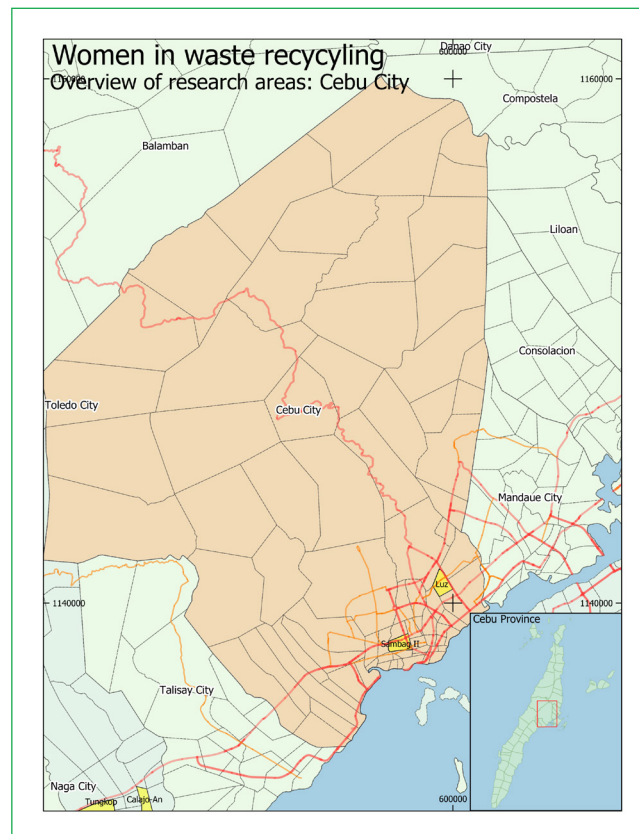 Women in waste recycyling
Overview of research areas: Cebu City
Danao City
600000
1160000
1160000
Compostela
Balamban
Liloan
Consolacion
Toledo City
Cebu City
Mandaue City
Luz
1140000
1140000
Cebu Province
Sambag II
Talisay City
Naga City
Tungkop
Calajo-An
600000